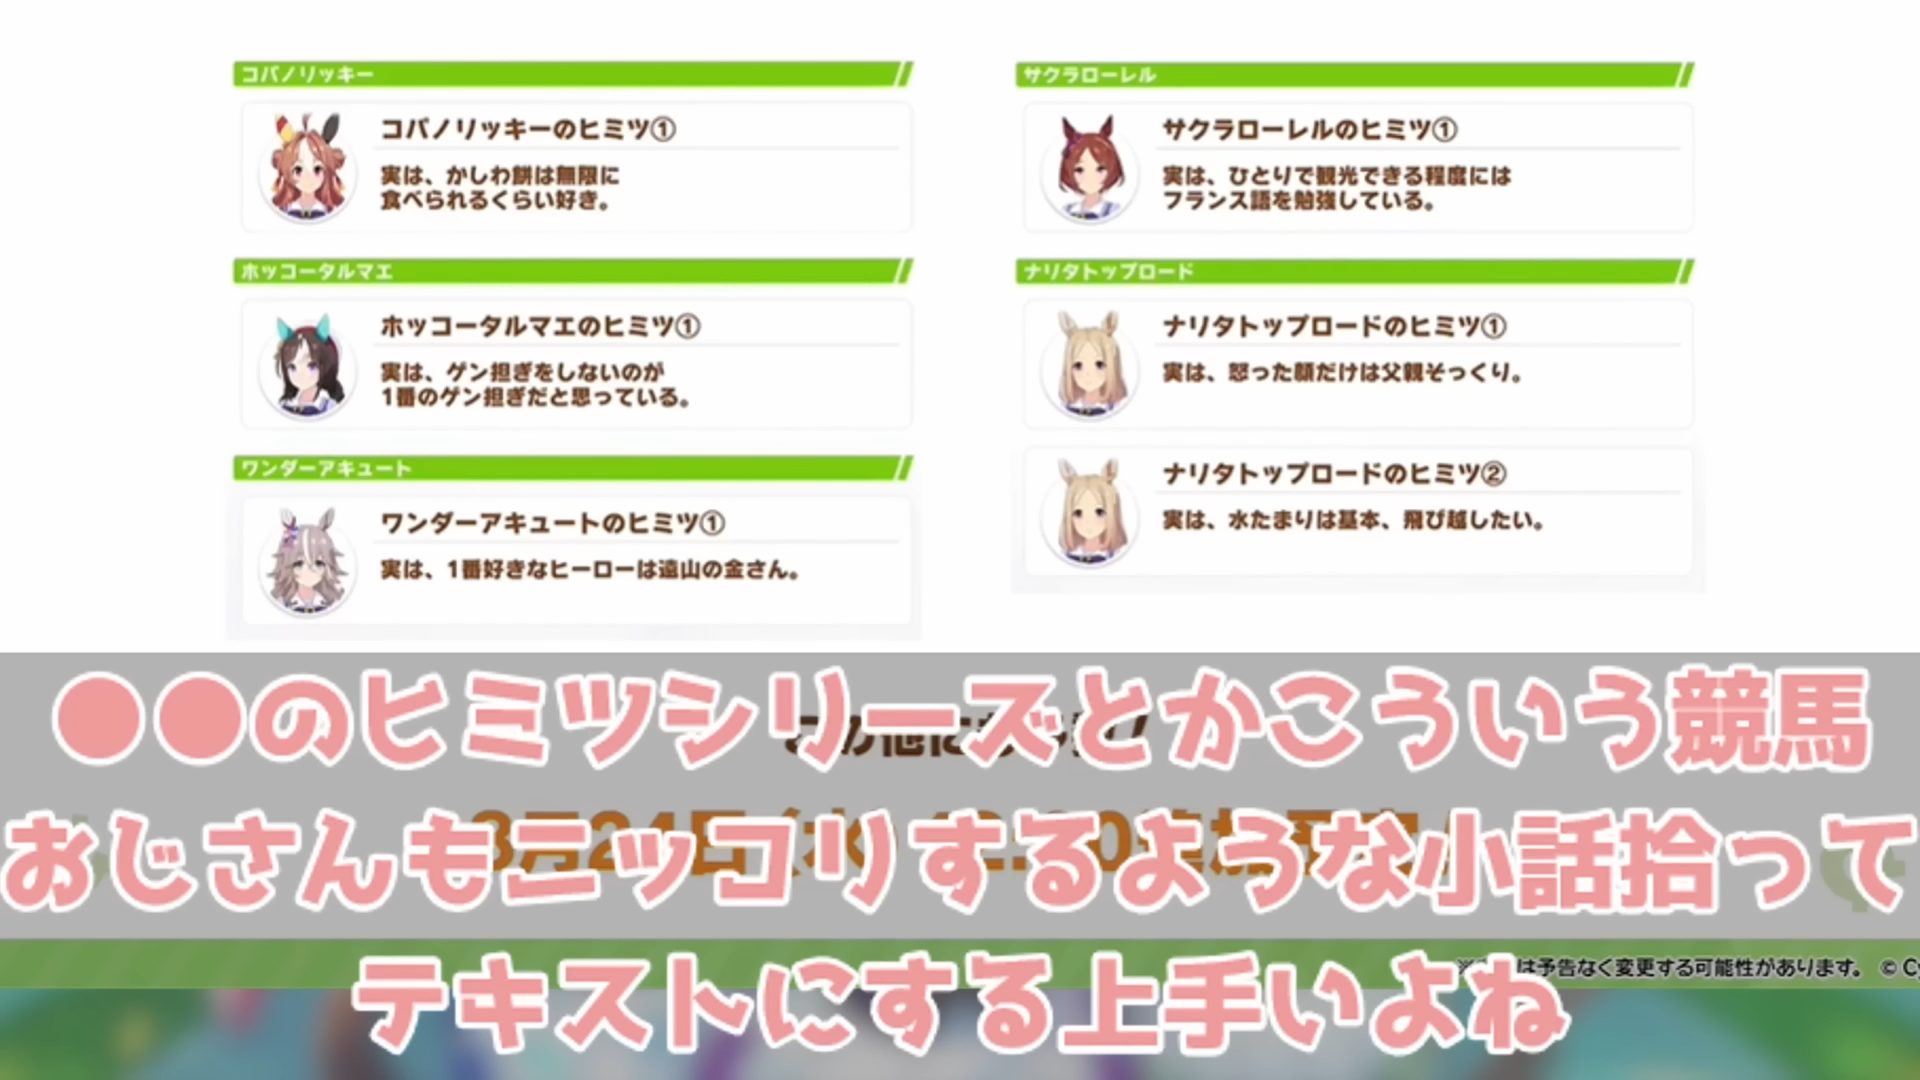 コパノリッキー
コパノリッキーのヒミツ①
実は、かしわ餅は無限に
食べられるくらい好き。
ホッコータルマエ
ホッコータルマエのヒミツ①
実は、ゲン担ぎをしないのが
1番のゲン担ぎだと思っている。
ワンダーアキュート
ワンダーアキュートのヒミツ①
実は、1番好きなヒーローは遠山の金さん。
サクラローレル
サクラローレルのヒミツ①
実は、ひとりで観光できる程度には
フランス語を勉強している。
ナリタトップロード
ナリタトップロードのヒミツ①
実は、怒った顔だけは父親そっくり。
ナリタトップロードのヒミツ②
実は、水たまりは基本、飛び越したい。
●●のヒミツシリーズとかこういう競馬
おじさんもニッコリするような小話拾って
テキストにする上手いよね
は予告なく変更する可能性があります。 © Cy